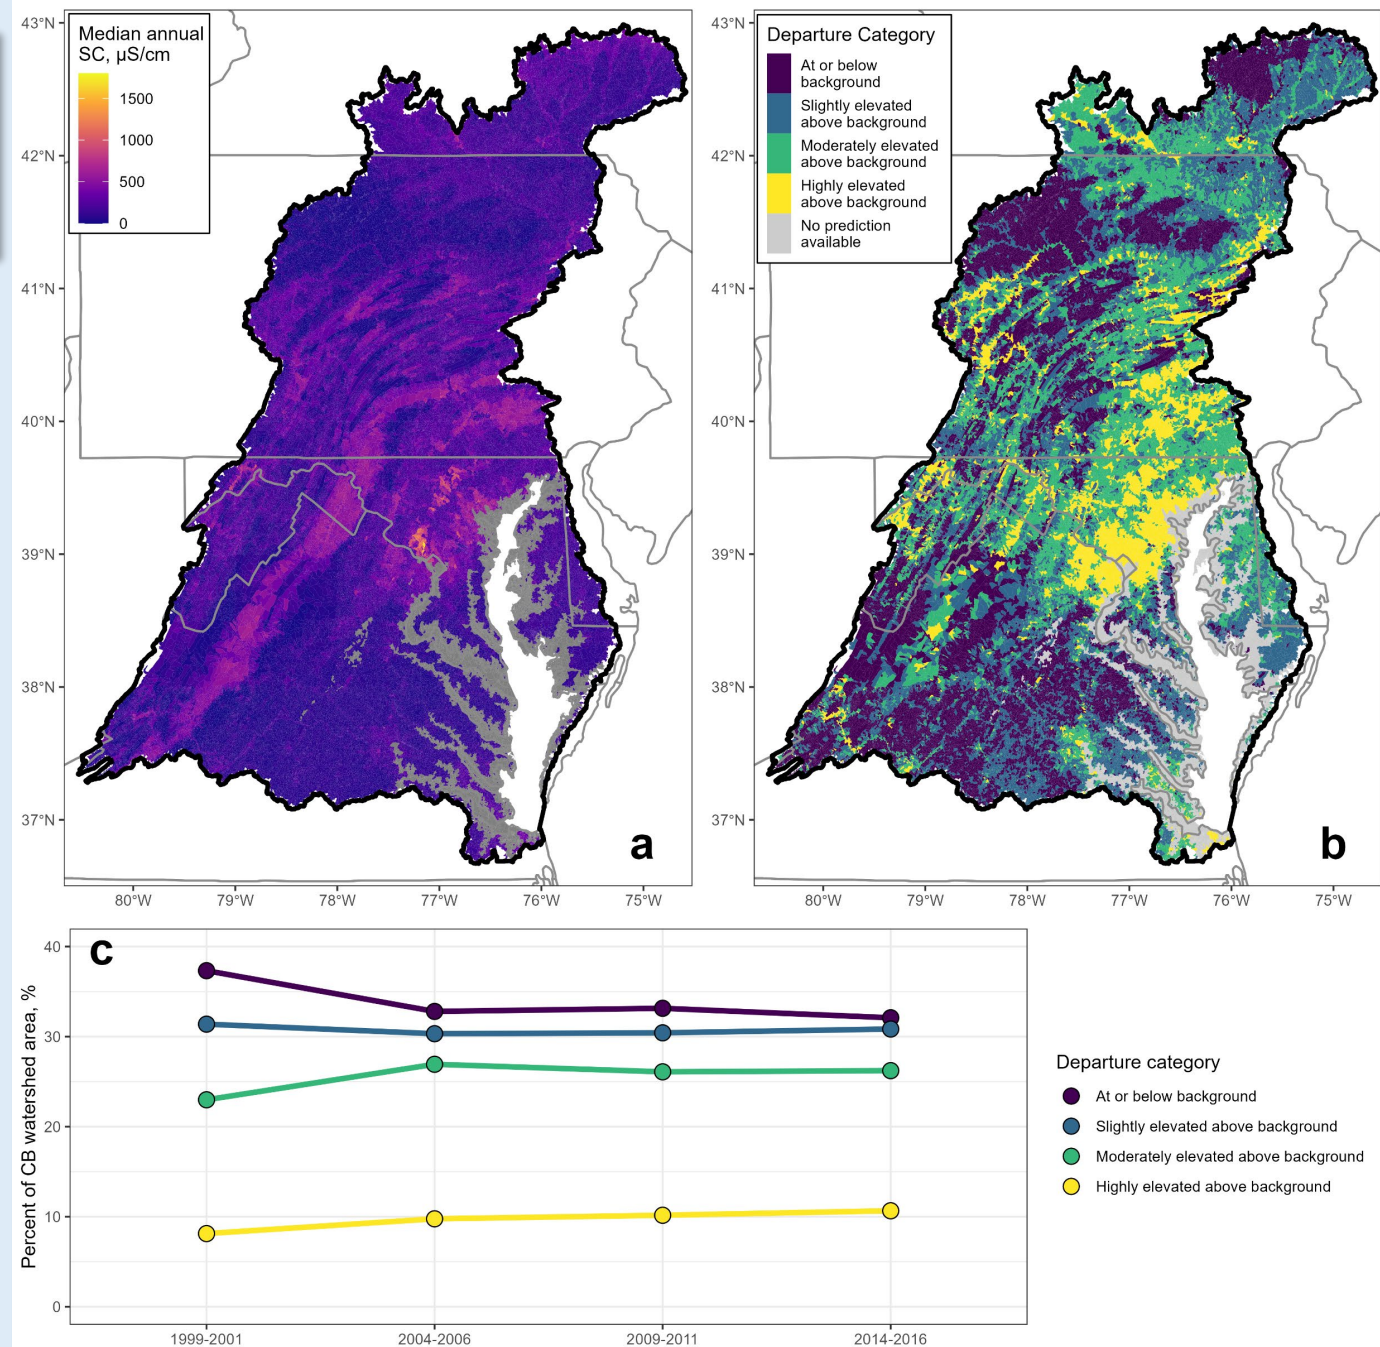 Median annual
SC, µS/cm
1500
1000
500
0
43°N
42°N
41°N
40°N
39°N
38°N
37°N
80°W
79°W
78°W
77°W
76°W
75°W
a
Departure Category
At or below
background
Slightly elevated
above background
Moderately elevated
above background
Highly elevated
above background
No prediction
available
43°N
42°N
41°N
40°N
39°N
38°N
37°N
80°W
79°W
78°W
77°W
76°W
75°W
b
c
Percent of CB watershed area, %
40
30
20
10
0
1999-2001
2004-2006
2009-2011
2014-2016
Departure category
At or below background
Slightly elevated above background
Moderately elevated above background
Highly elevated above background